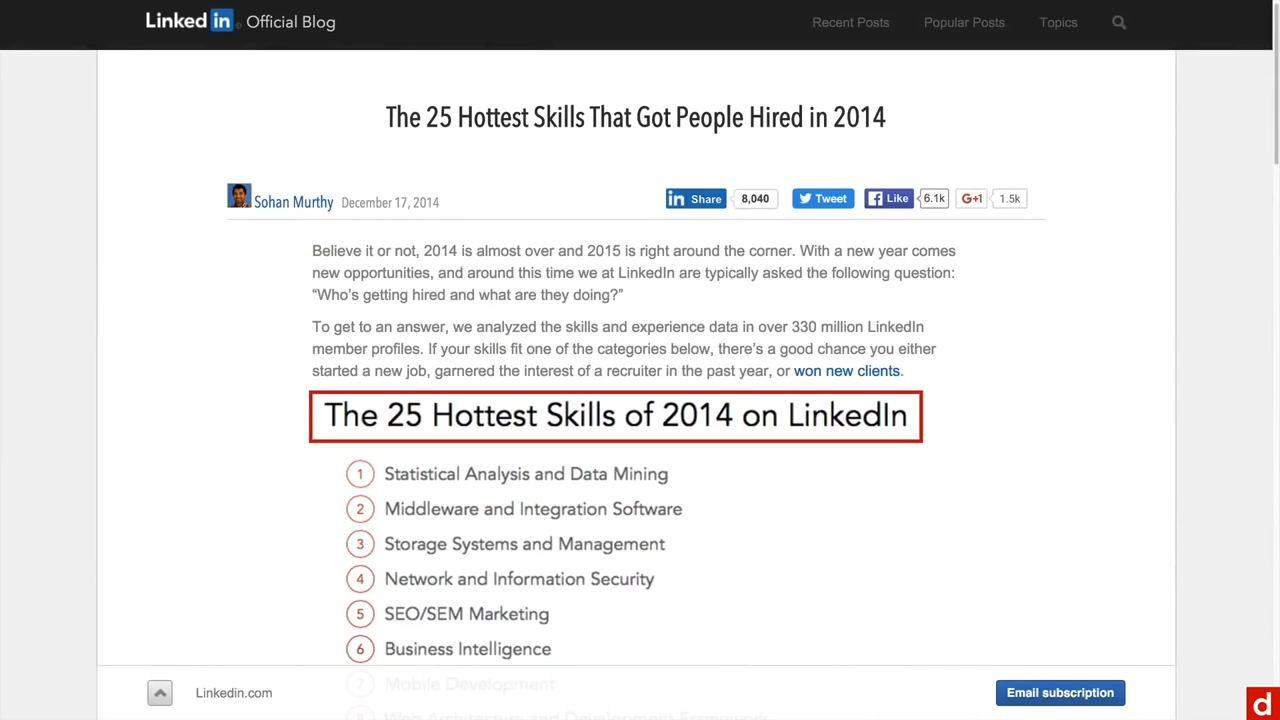 Linked in Official Blog
Recent Posts Popular Posts Topics
The 25 Hottest Skills That Got People Hired in 2014
Sohan Murthy December 17, 2014
in Share 8,040 Tweet Like 6.1k G+1 1.5k
Believe it or not, 2014 is almost over and 2015 is right around the corner. With a new year comes
new opportunities, and around this time we at LinkedIn are typically asked the following question:
“Who’s getting hired and what are they doing?”
To get to an answer, we analyzed the skills and experience data in over 330 million LinkedIn
member profiles. If your skills fit one of the categories below, there’s a good chance you either
started a new job, garnered the interest of a recruiter in the past year, or won new clients.
The 25 Hottest Skills of 2014 on LinkedIn
1 Statistical Analysis and Data Mining
2 Middleware and Integration Software
3 Storage Systems and Management
4 Network and Information Security
5 SEO/SEM Marketing
6 Business Intelligence
7 Mobile Development
8 Web Architecture and Development Framework
Linkedin.com Email subscription
d